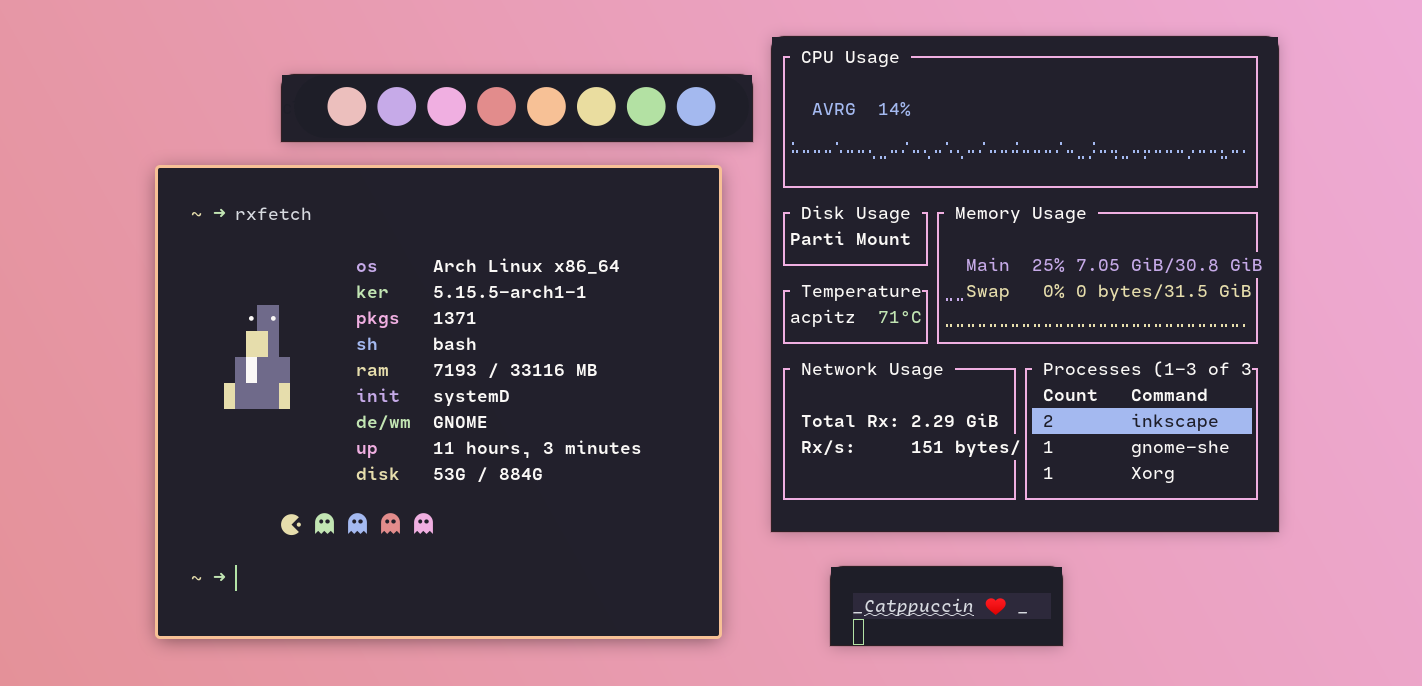 ~ ➜ rxfetch
os Arch Linux x86_64
ker 5.15.5-arch1-1
pkgs 1371
sh bash
ram 7193 / 33116 MB
init systemD
de/wm GNOME
up 11 hours, 3 minutes
disk 53G / 884G
~ ➜
CPU Usage
AVRG 14%
Disk Usage
Parti Mount
Temperature
acpitz 71°C
Memory Usage
Main 25% 7.05 GiB/30.8 GiB
Swap 0% 0 bytes/31.5 GiB
Network Usage
Total Rx: 2.29 GiB
Rx/s: 151 bytes/
Processes (1-3 of 3
Count Command
2 inkscape
1 gnome-she
1 Xorg
_Catppuccin ❤️ _